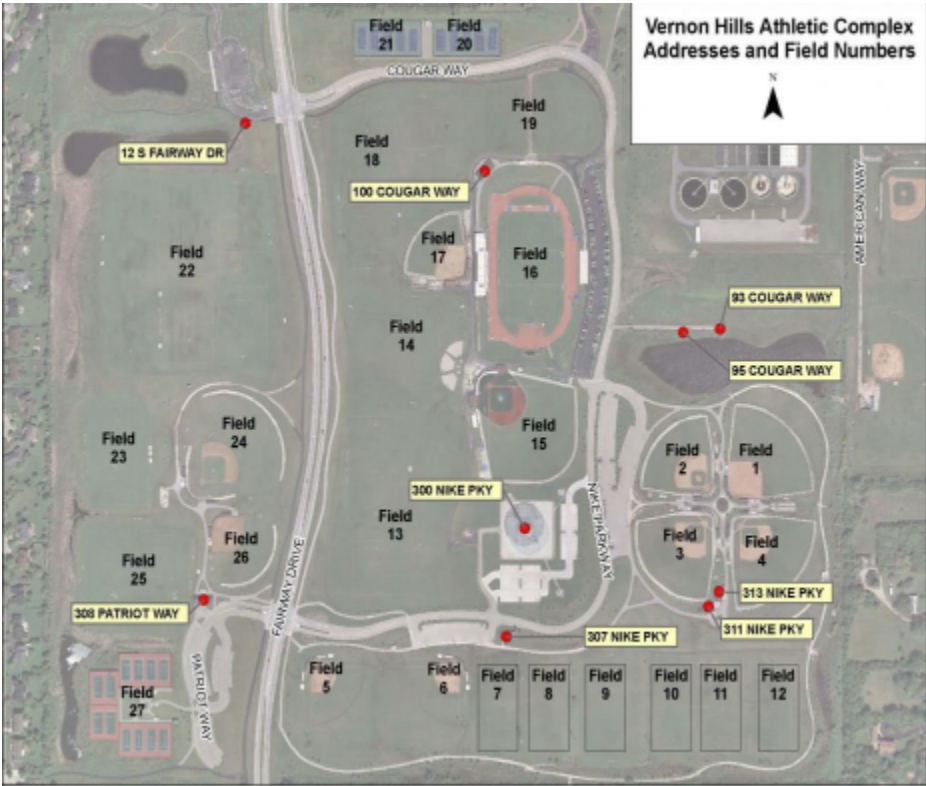 Vernon Hills Athletic Complex
Addresses and Field Numbers
N
Field
21
Field
20
COUGAR WAY
Field
19
Field
18
12 S FAIRWAY DR
100 COUGAR WAY
AMERICAN WAY
Field
17
Field
16
Field
22
93 COUGAR WAY
Field
14
95 COUGAR WAY
Field
24
Field
23
Field
15
Field
2
Field
1
300 NIKE PKY
NIKE PARKWAY
Field
13
Field
26
Field
3
Field
4
Field
25
FAIRWAY DRIVE
313 NIKE PKY
308 PATRIOT WAY
311 NIKE PKY
307 NIKE PKY
PATRIOT WAY
Field
27
Field
5
Field
6
Field
7
Field
8
Field
9
Field
10
Field
11
Field
12